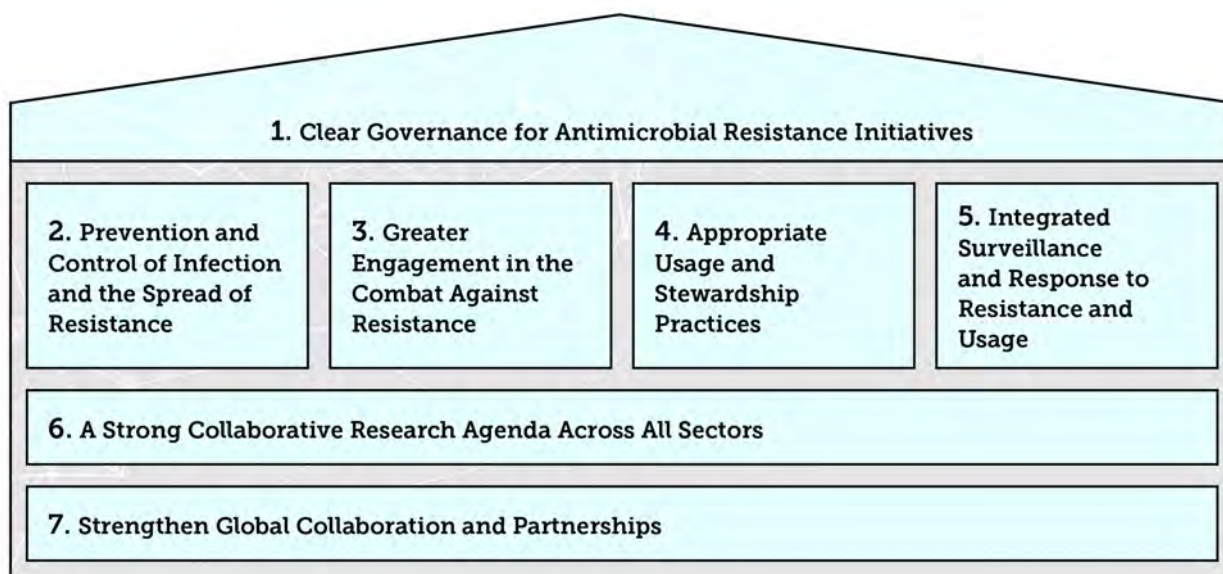 1. Clear Governance for Antimicrobial Resistance Initiatives
2. Prevention and
Control of Infection
and the Spread of
Resistance
3. Greater
Engagement in the
Combat Against
Resistance
4. Appropriate
Usage and
Stewardship
Practices
5. Integrated
Surveillance
and Response to
Resistance and
Usage
6. A Strong Collaborative Research Agenda Across All Sectors
7. Strengthen Global Collaboration and Partnerships